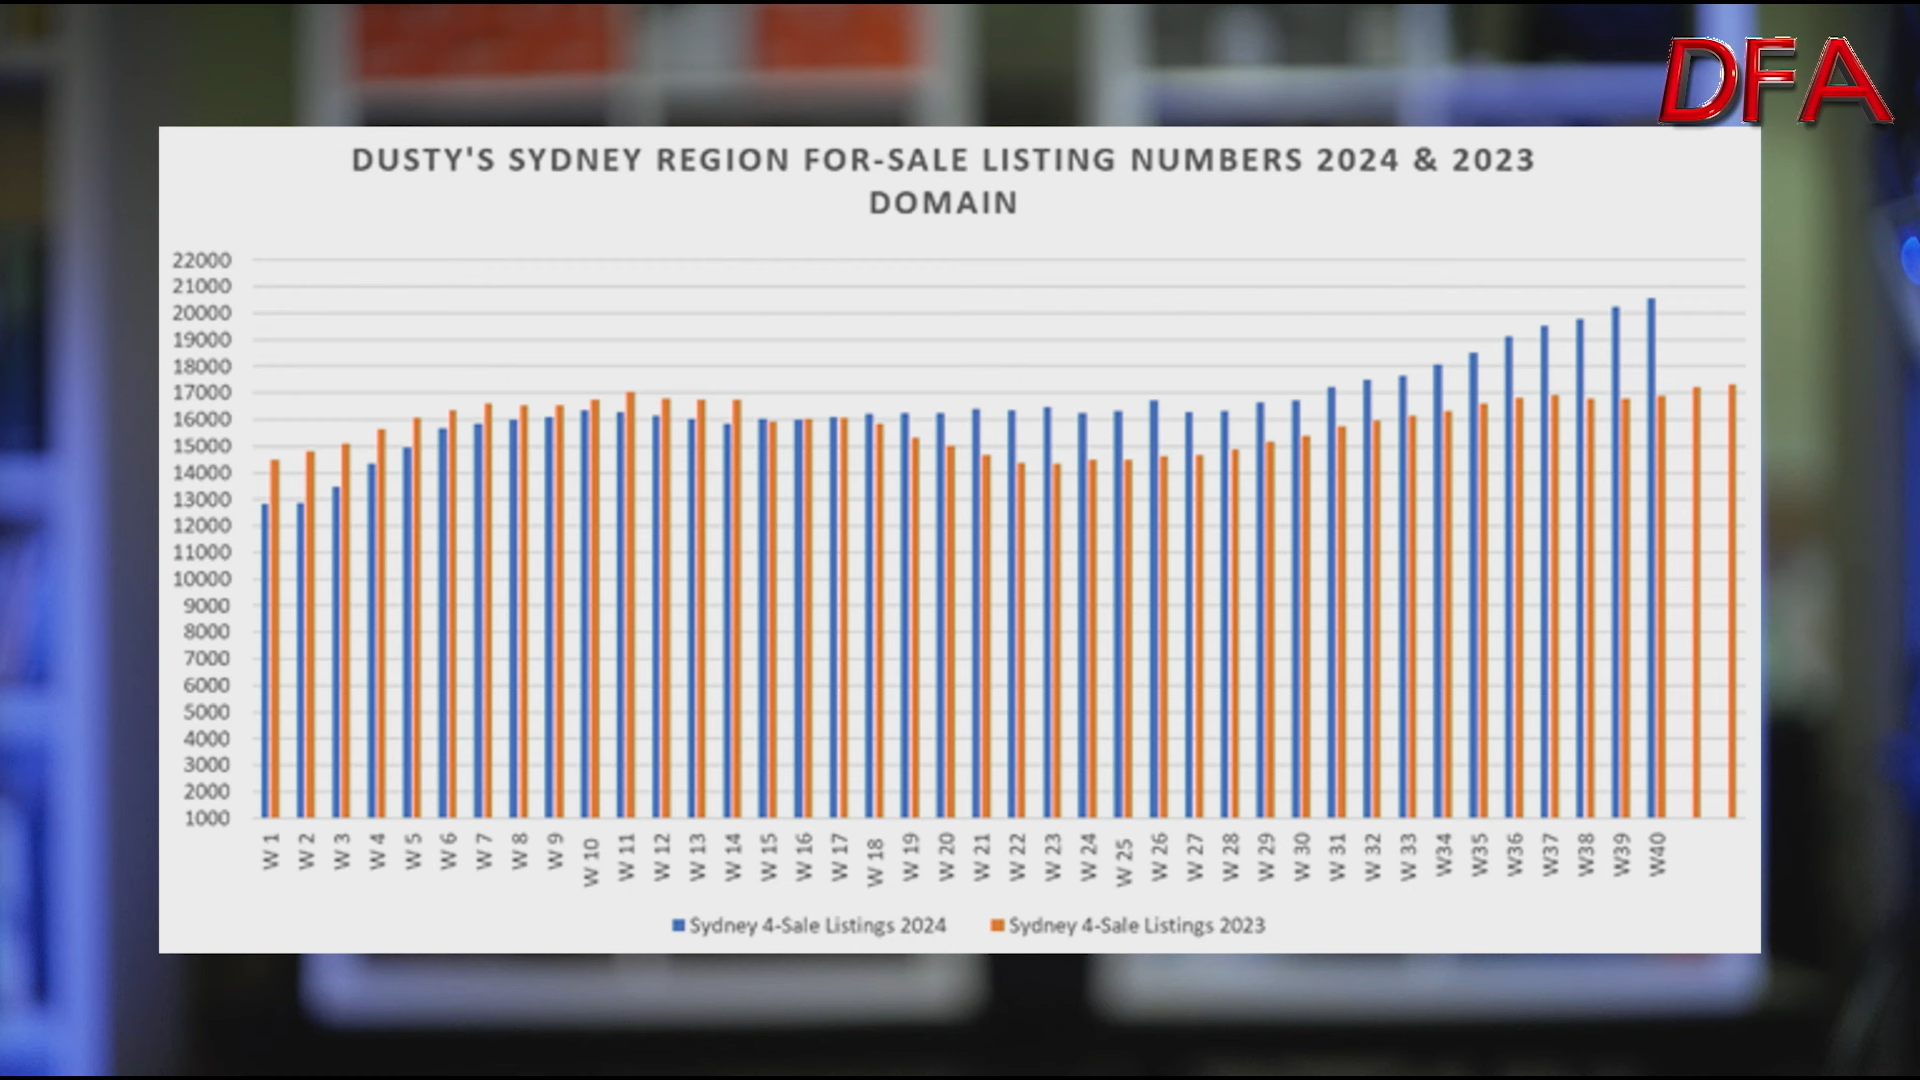 DFA
DUSTY'S SYDNEY REGION FOR-SALE LISTING NUMBERS 2024 & 2023
DOMAIN
22000
21000
20000
19000
18000
17000
16000
15000
14000
13000
12000
11000
10000
9000
8000
7000
6000
5000
4000
3000
2000
1000
W 1
W 2
W 3
W 4
W 5
W 6
W 7
W 8
W 9
W 10
W 11
W 12
W 13
W 14
W 15
W 16
W 17
W 18
W 19
W 20
W 21
W 22
W 23
W 24
W 25
W 26
W 27
W 28
W 29
W 30
W 31
W 32
W 33
W34
W35
W36
W37
W38
W39
W40
Sydney 4-Sale Listings 2024
Sydney 4-Sale Listings 2023